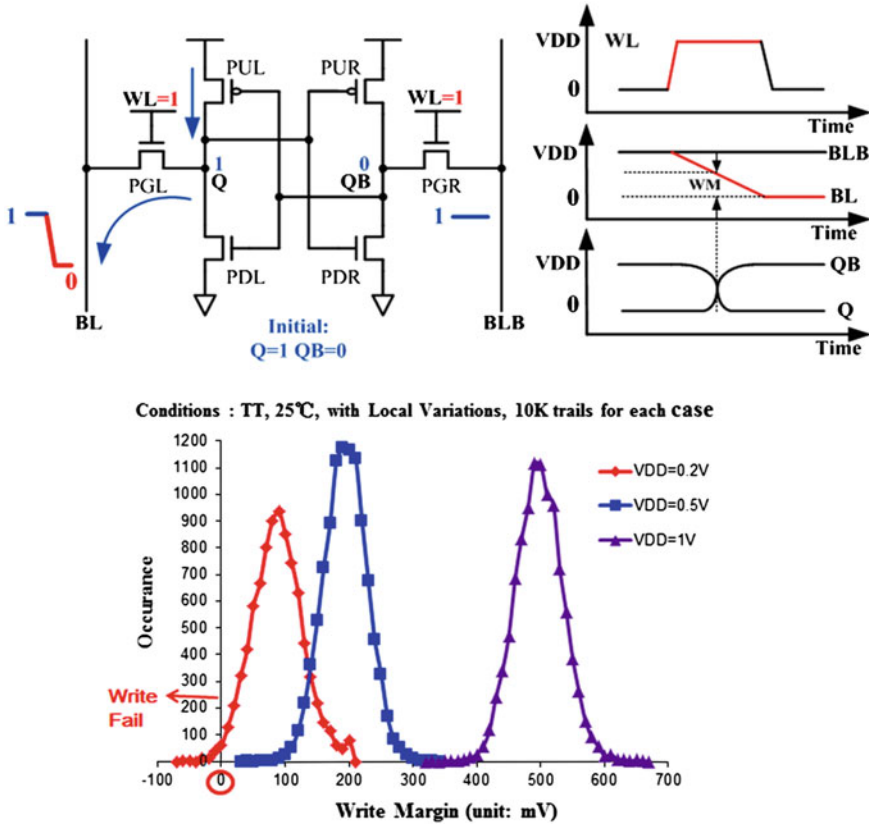 PUL
PUR
WL=1
WL=1
1
0
Q
QB
PGL
PGR
1
0
1
PDL
PDR
BL
BLB
Initial:
Q=1 QB=0
VDD
WL
0
Time
VDD
BLB
WM
0
BL
Time
VDD
QB
0
Q
Time
Conditions : TT, 25℃, with Local Variations, 10K trails for each case
1200
1100
1000
900
800
700
600
500
400
300
200
100
0
Occurance
VDD=0.2V
VDD=0.5V
VDD=1V
Write
Fail
-100 0 100 200 300 400 500 600 700
Write Margin (unit: mV)